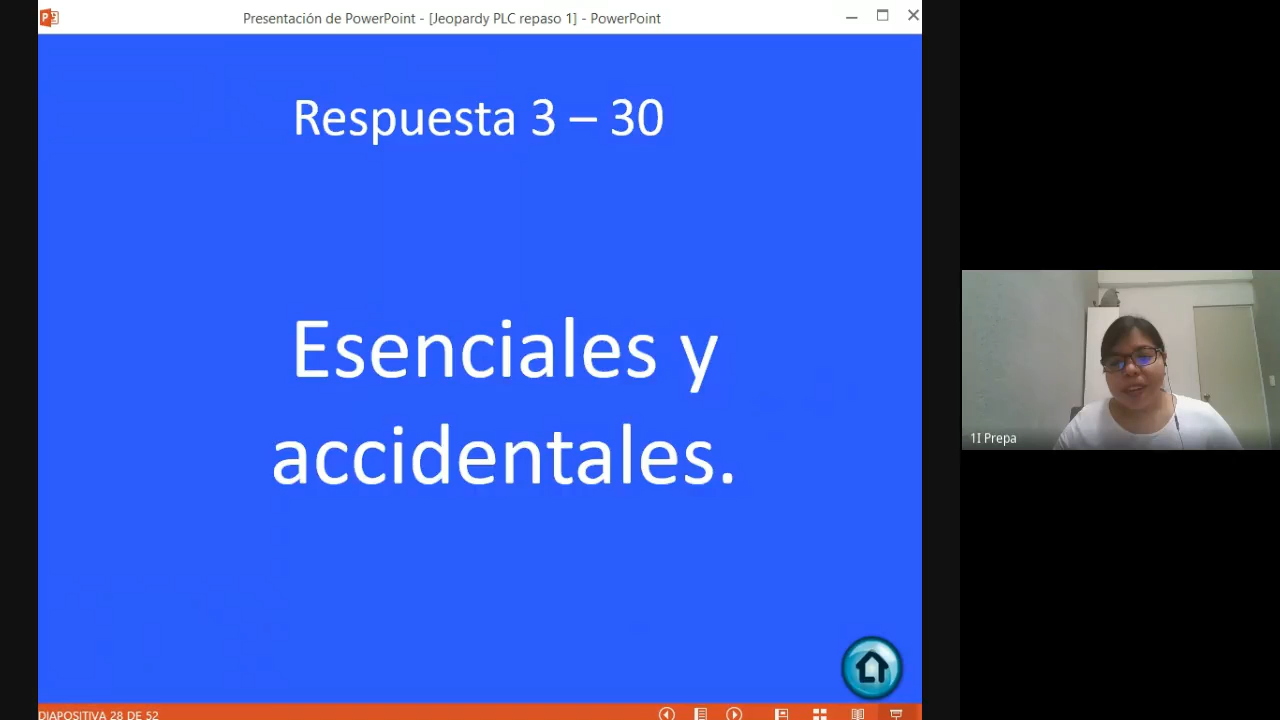 Presentación de PowerPoint - [Jeopardy PLC repaso 1] - PowerPoint
Respuesta 3 – 30
Esenciales y
accidentales.
1I Prepa
DIAPOSITIVA 28 DE 52